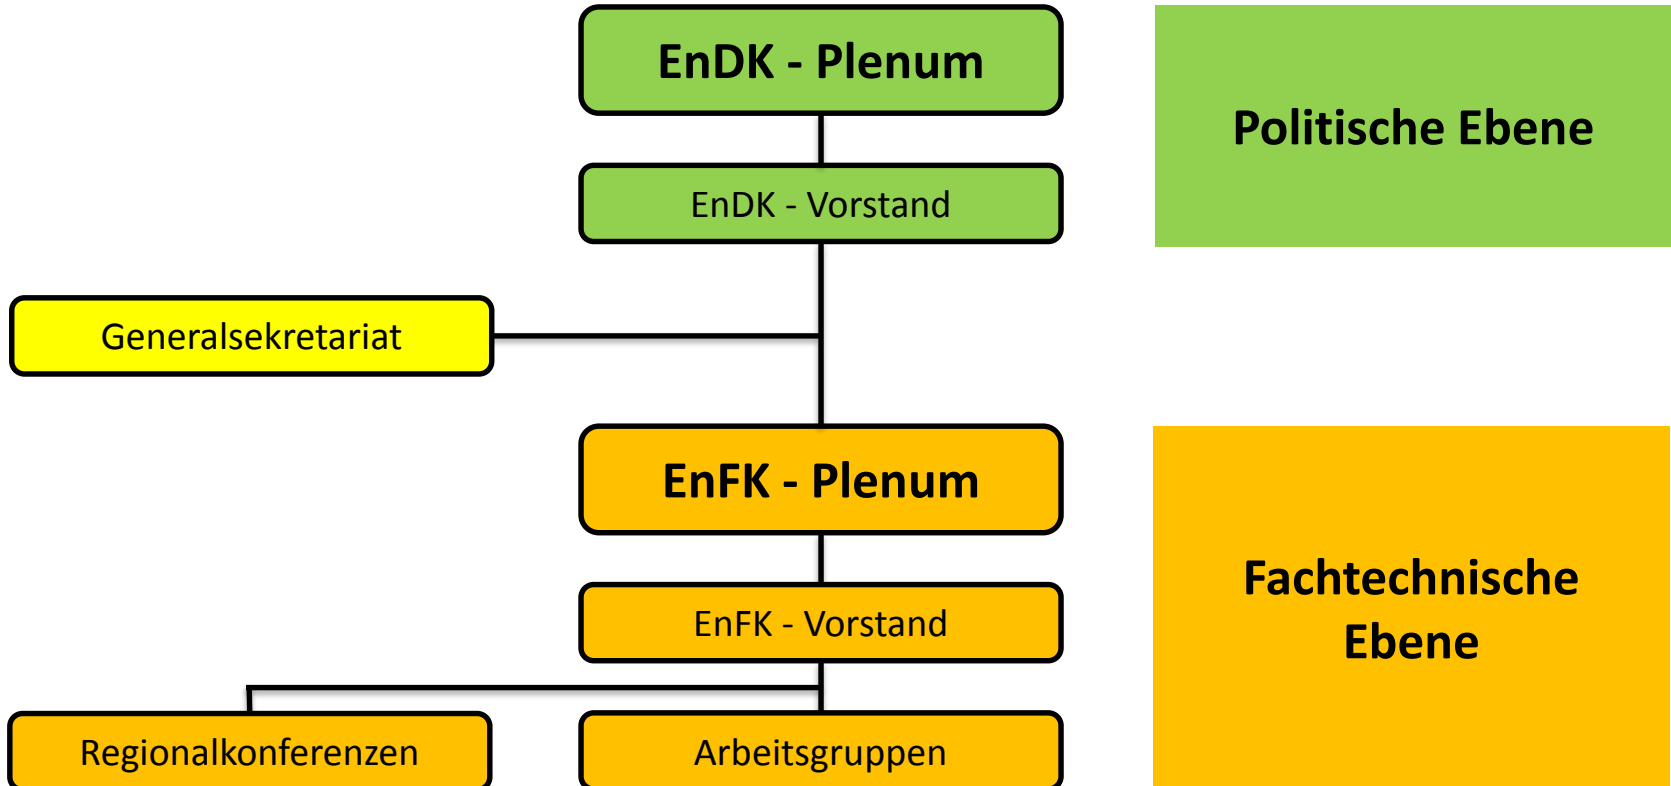 EnDK - Plenum
Politische Ebene
EnDK - Vorstand
Generalsekretariat
EnFK - Plenum
Fachtechnische
Ebene
EnFK - Vorstand
Regionalkonferenzen
Arbeitsgruppen